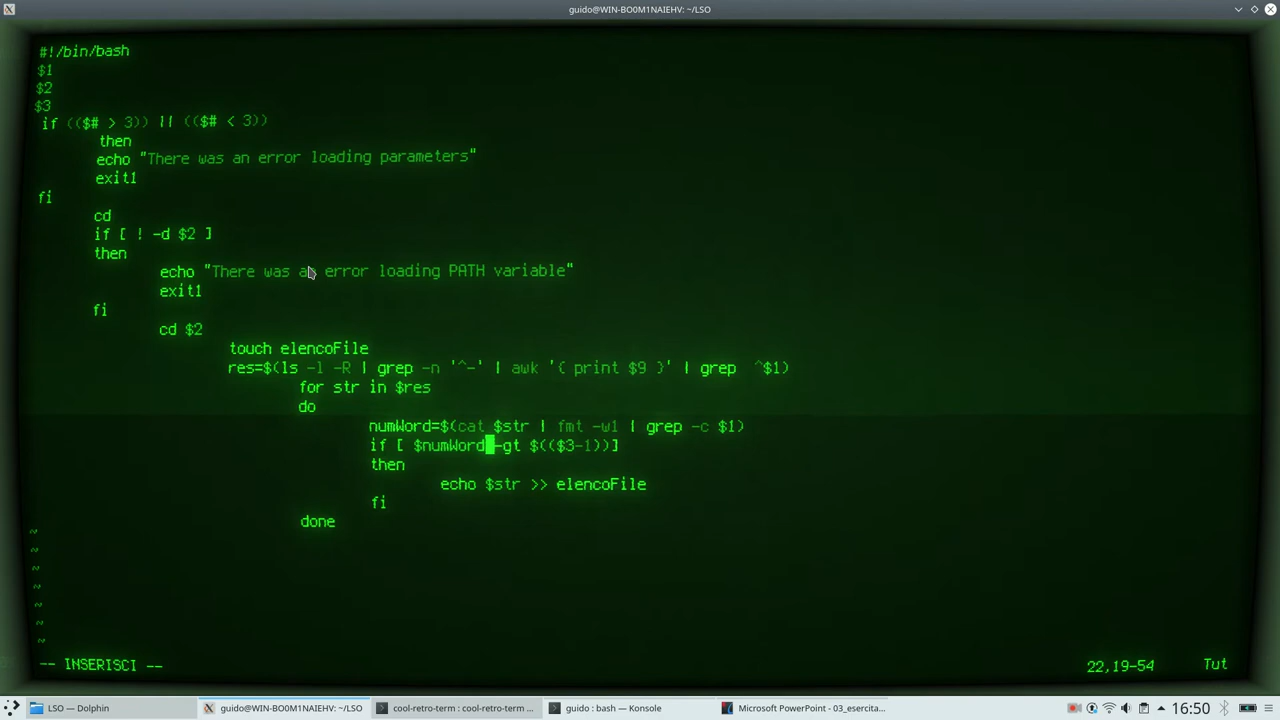 guido@WIN-BO0M1NAIEHV: ~/LSO
#!/bin/bash
$1
$2
$3
if (($# > 3)) || (($# < 3))
then
echo "There was an error loading parameters"
exit1
fi
cd
if [ ! -d $2 ]
then
echo "There was an error loading PATH variable"
exit1
fi
cd $2
touch elencoFile
res=$(ls -l -R | grep -n '^-' | awk '{ print $9 }' | grep  ^$1)
for str in $res
do
numWord=$(cat $str | fmt -w1 | grep -c $1)
if [ $numWord -gt $(($3-1))]
then
echo $str >> elencoFile
fi
done
~
~
~
~
~
~
~
-- INSERISCI --
22,19-54
Tut
LSO — Dolphin
guido@WIN-BO0M1NAIEHV: ~/LSO
cool-retro-term : cool-retro-term ...
guido : bash — Konsole
Microsoft PowerPoint - 03_esercita...
16:50